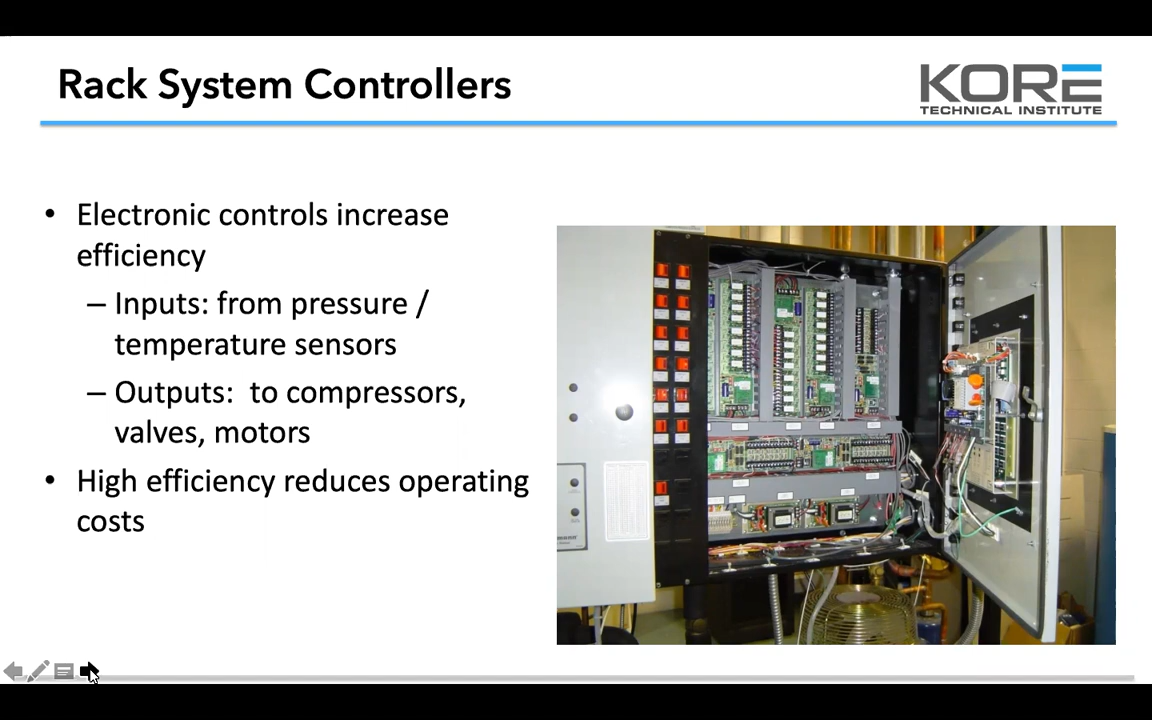 Rack System Controllers
KORE
TECHNICAL INSTITUTE
• Electronic controls increase
efficiency
– Inputs: from pressure /
temperature sensors
– Outputs:  to compressors,
valves, motors
• High efficiency reduces operating
costs